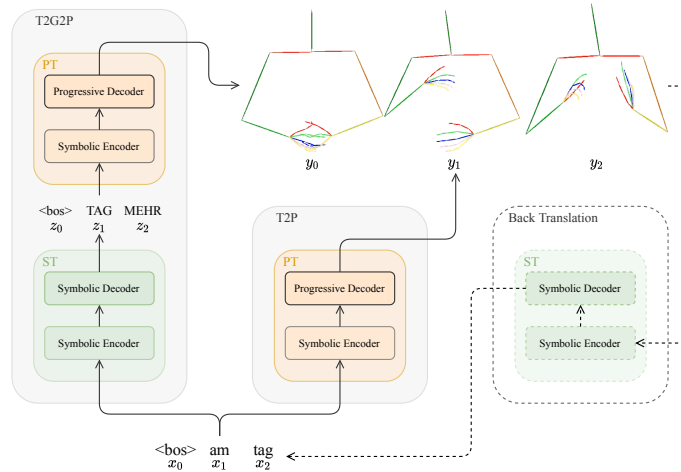 T2G2P
PT
Progressive Decoder
Symbolic Encoder
<bos> TAG MEHR
z₀ z₁ z₂
ST
Symbolic Decoder
Symbolic Encoder
y₀ y₁ y₂
T2P
PT
Progressive Decoder
Symbolic Encoder
Back Translation
ST
Symbolic Decoder
Symbolic Encoder
<bos> am tag
x₀ x₁ x₂